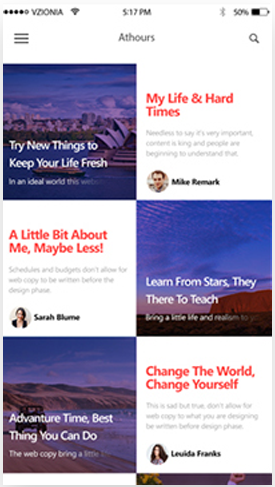 VZIONIA 5:17 PM 50%
Athours
Try New Things to
Keep Your Life Fresh
In an ideal world this web
My Life & Hard
Times
Needless to say it's very important,
content is king and people are
beginning to understand that.
Mike Remark
A Little Bit About
Me, Maybe Less!
Schedules and budgets don't allow for
web copy to be written before the
design phase.
Sarah Blume
Learn From Stars, They
There To Teach
Bring a little life and realism to
Advanture Time, Best
Thing You Can Do
The web copy bring a little
Change The World,
Change Yourself
This is sad but true, don't allow for
web copy to what you are designing
be written before design phase.
Leuida Franks